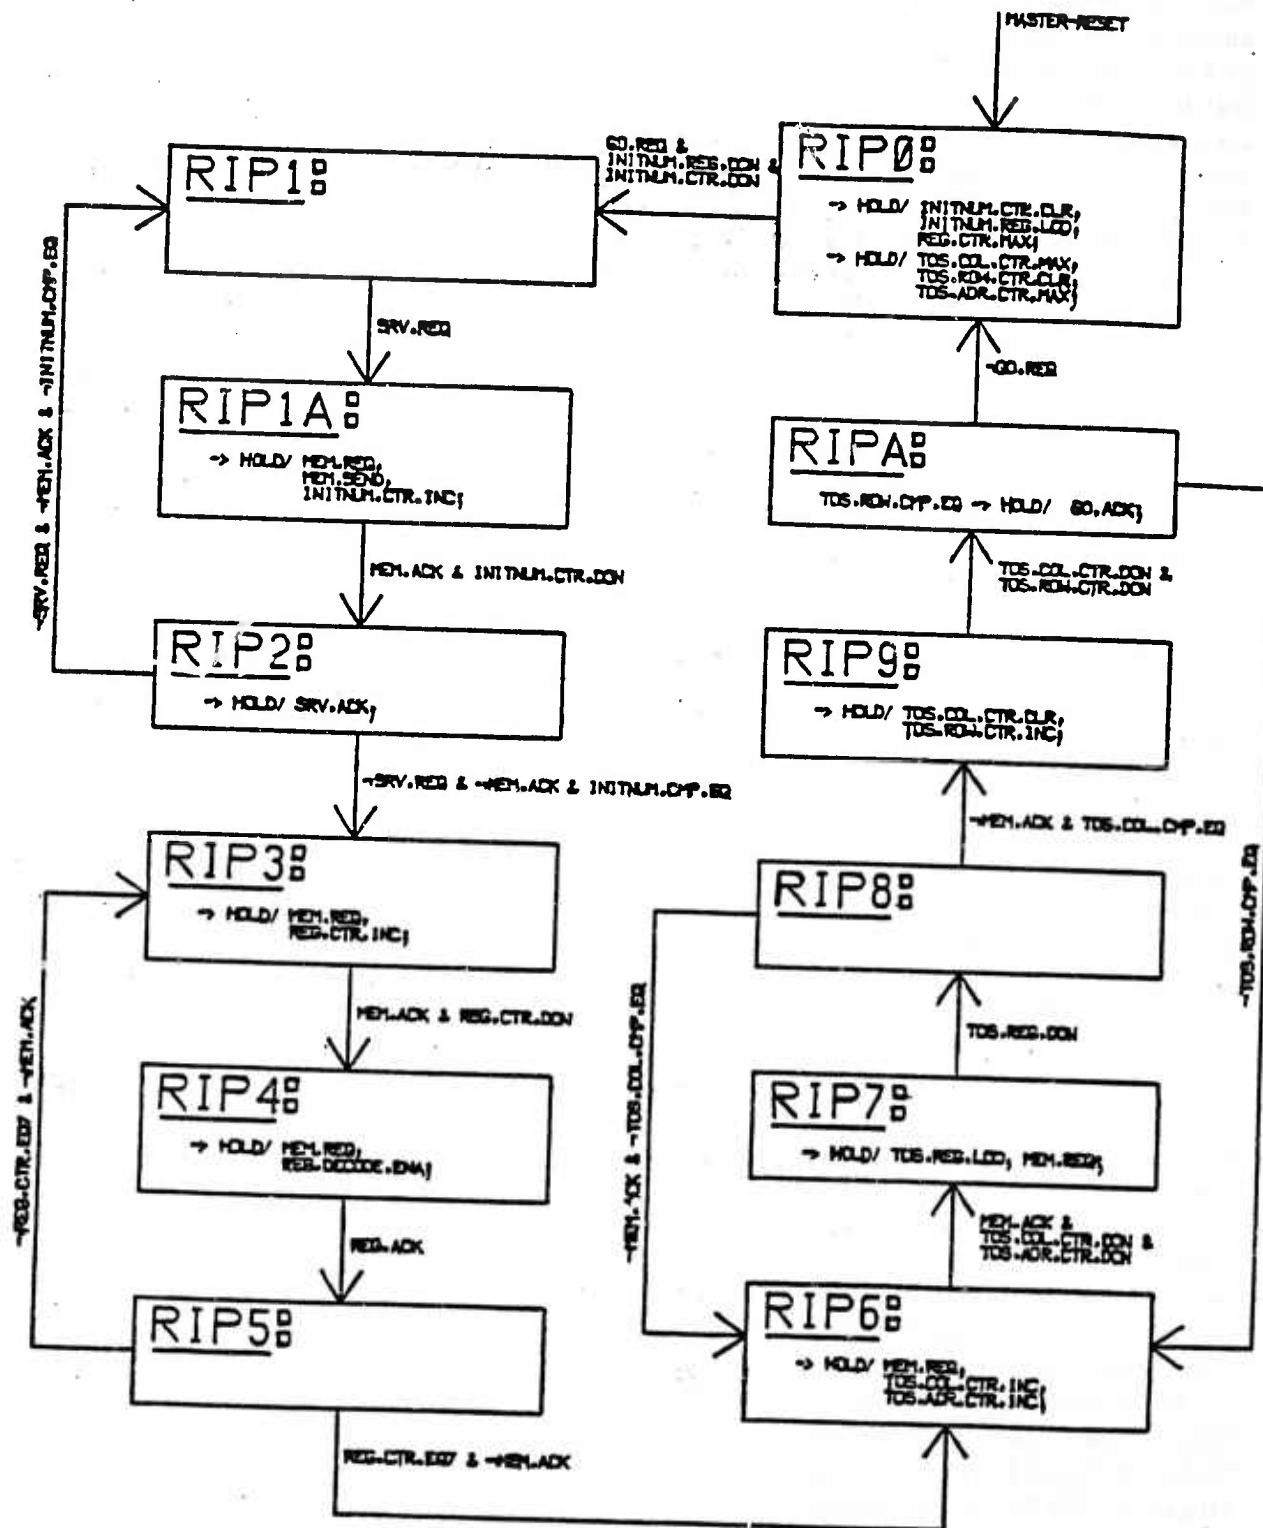 MASTER-RESET
RIP0:
→ HOLD/ INITNUM.CTR.CLR,
INITNUM.REG.LOD,
REG.CTR.MAX;
→ HOLD/ TOS.COL.CTR.MAX,
TOS.ROW.CTR.CLR,
TOS.ADR.CTR.MAX;
GO.REQ &
INITNUM.REG.DON &
INITNUM.CTR.DON
RIP1:
SRV.REQ
¬SRV.REQ & ¬MEM.ACK & ¬INITNUM.CMP.EQ
RIP1A:
→ HOLD/ MEM.REQ,
MEM.SEND,
INITNUM.CTR.INC;
MEM.ACK & INITNUM.CTR.DON
RIP2:
→ HOLD/ SRV.ACK;
¬SRV.REQ & ¬MEM.ACK & INITNUM.CMP.EQ
RIP3:
→ HOLD/ MEM.REQ,
REG.CTR.INC;
MEM.ACK & REG.CTR.DON
¬REG.CTR.EQ7 & ¬MEM.ACK
RIP4:
→ HOLD/ MEM.REQ,
REG.DECODE.ENA;
REG.ACK
RIP5:
REG.CTR.EQ7 & ¬MEM.ACK
¬GO.REQ
RIPA:
TOS.ROW.CMP.EQ → HOLD/ GO.ACK;
TOS.COL.CTR.DON &
TOS.ROW.CTR.DON
RIP9:
→ HOLD/ TOS.COL.CTR.CLR,
TOS.ROW.CTR.INC;
¬MEM.ACK & TOS.COL.CMP.EQ
RIP8:
¬MEM.ACK & ¬TOS.COL.CMP.EQ
¬TOS.ROW.CMP.EQ
TOS.REG.DON
RIP7:
→ HOLD/ TOS.REG.LOD, MEM.REQ;
MEM.ACK &
TOS.COL.CTR.DON &
TOS.ADR.CTR.DON
RIP6:
→ HOLD/ MEM.REQ,
TOS.COL.CTR.INC,
TOS.ADR.CTR.INC;